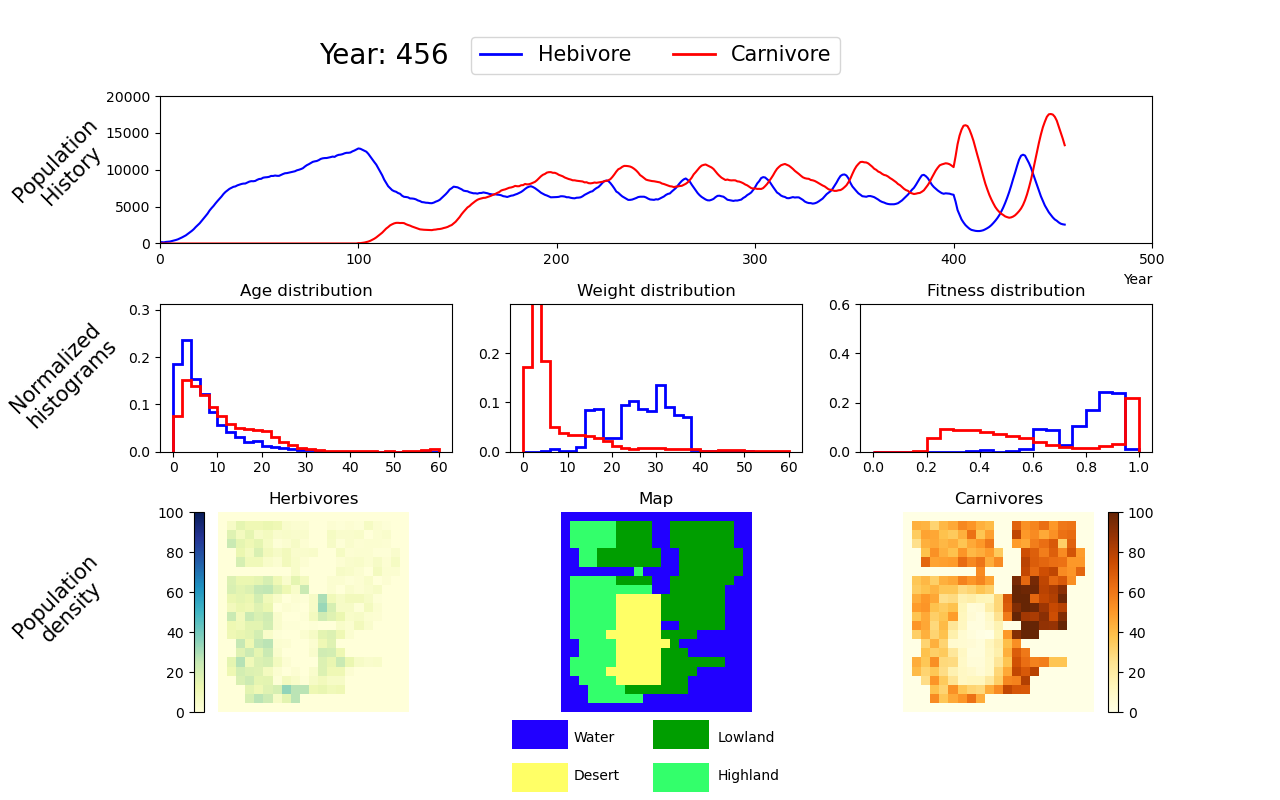 Year: 456
Hebivore
Carnivore
Population
History
20000
15000
10000
5000
0
0 100 200 300 400 500
Year
Normalized
histograms
Age distribution
0.3
0.2
0.1
0.0
0 10 20 30 40 50 60
Weight distribution
0.2
0.1
0.0
0 10 20 30 40 50 60
Fitness distribution
0.6
0.4
0.2
0.0
0.0 0.2 0.4 0.6 0.8 1.0
Population
density
Herbivores
100
80
60
40
20
0
Map
Carnivores
100
80
60
40
20
0
Water
Lowland
Desert
Highland